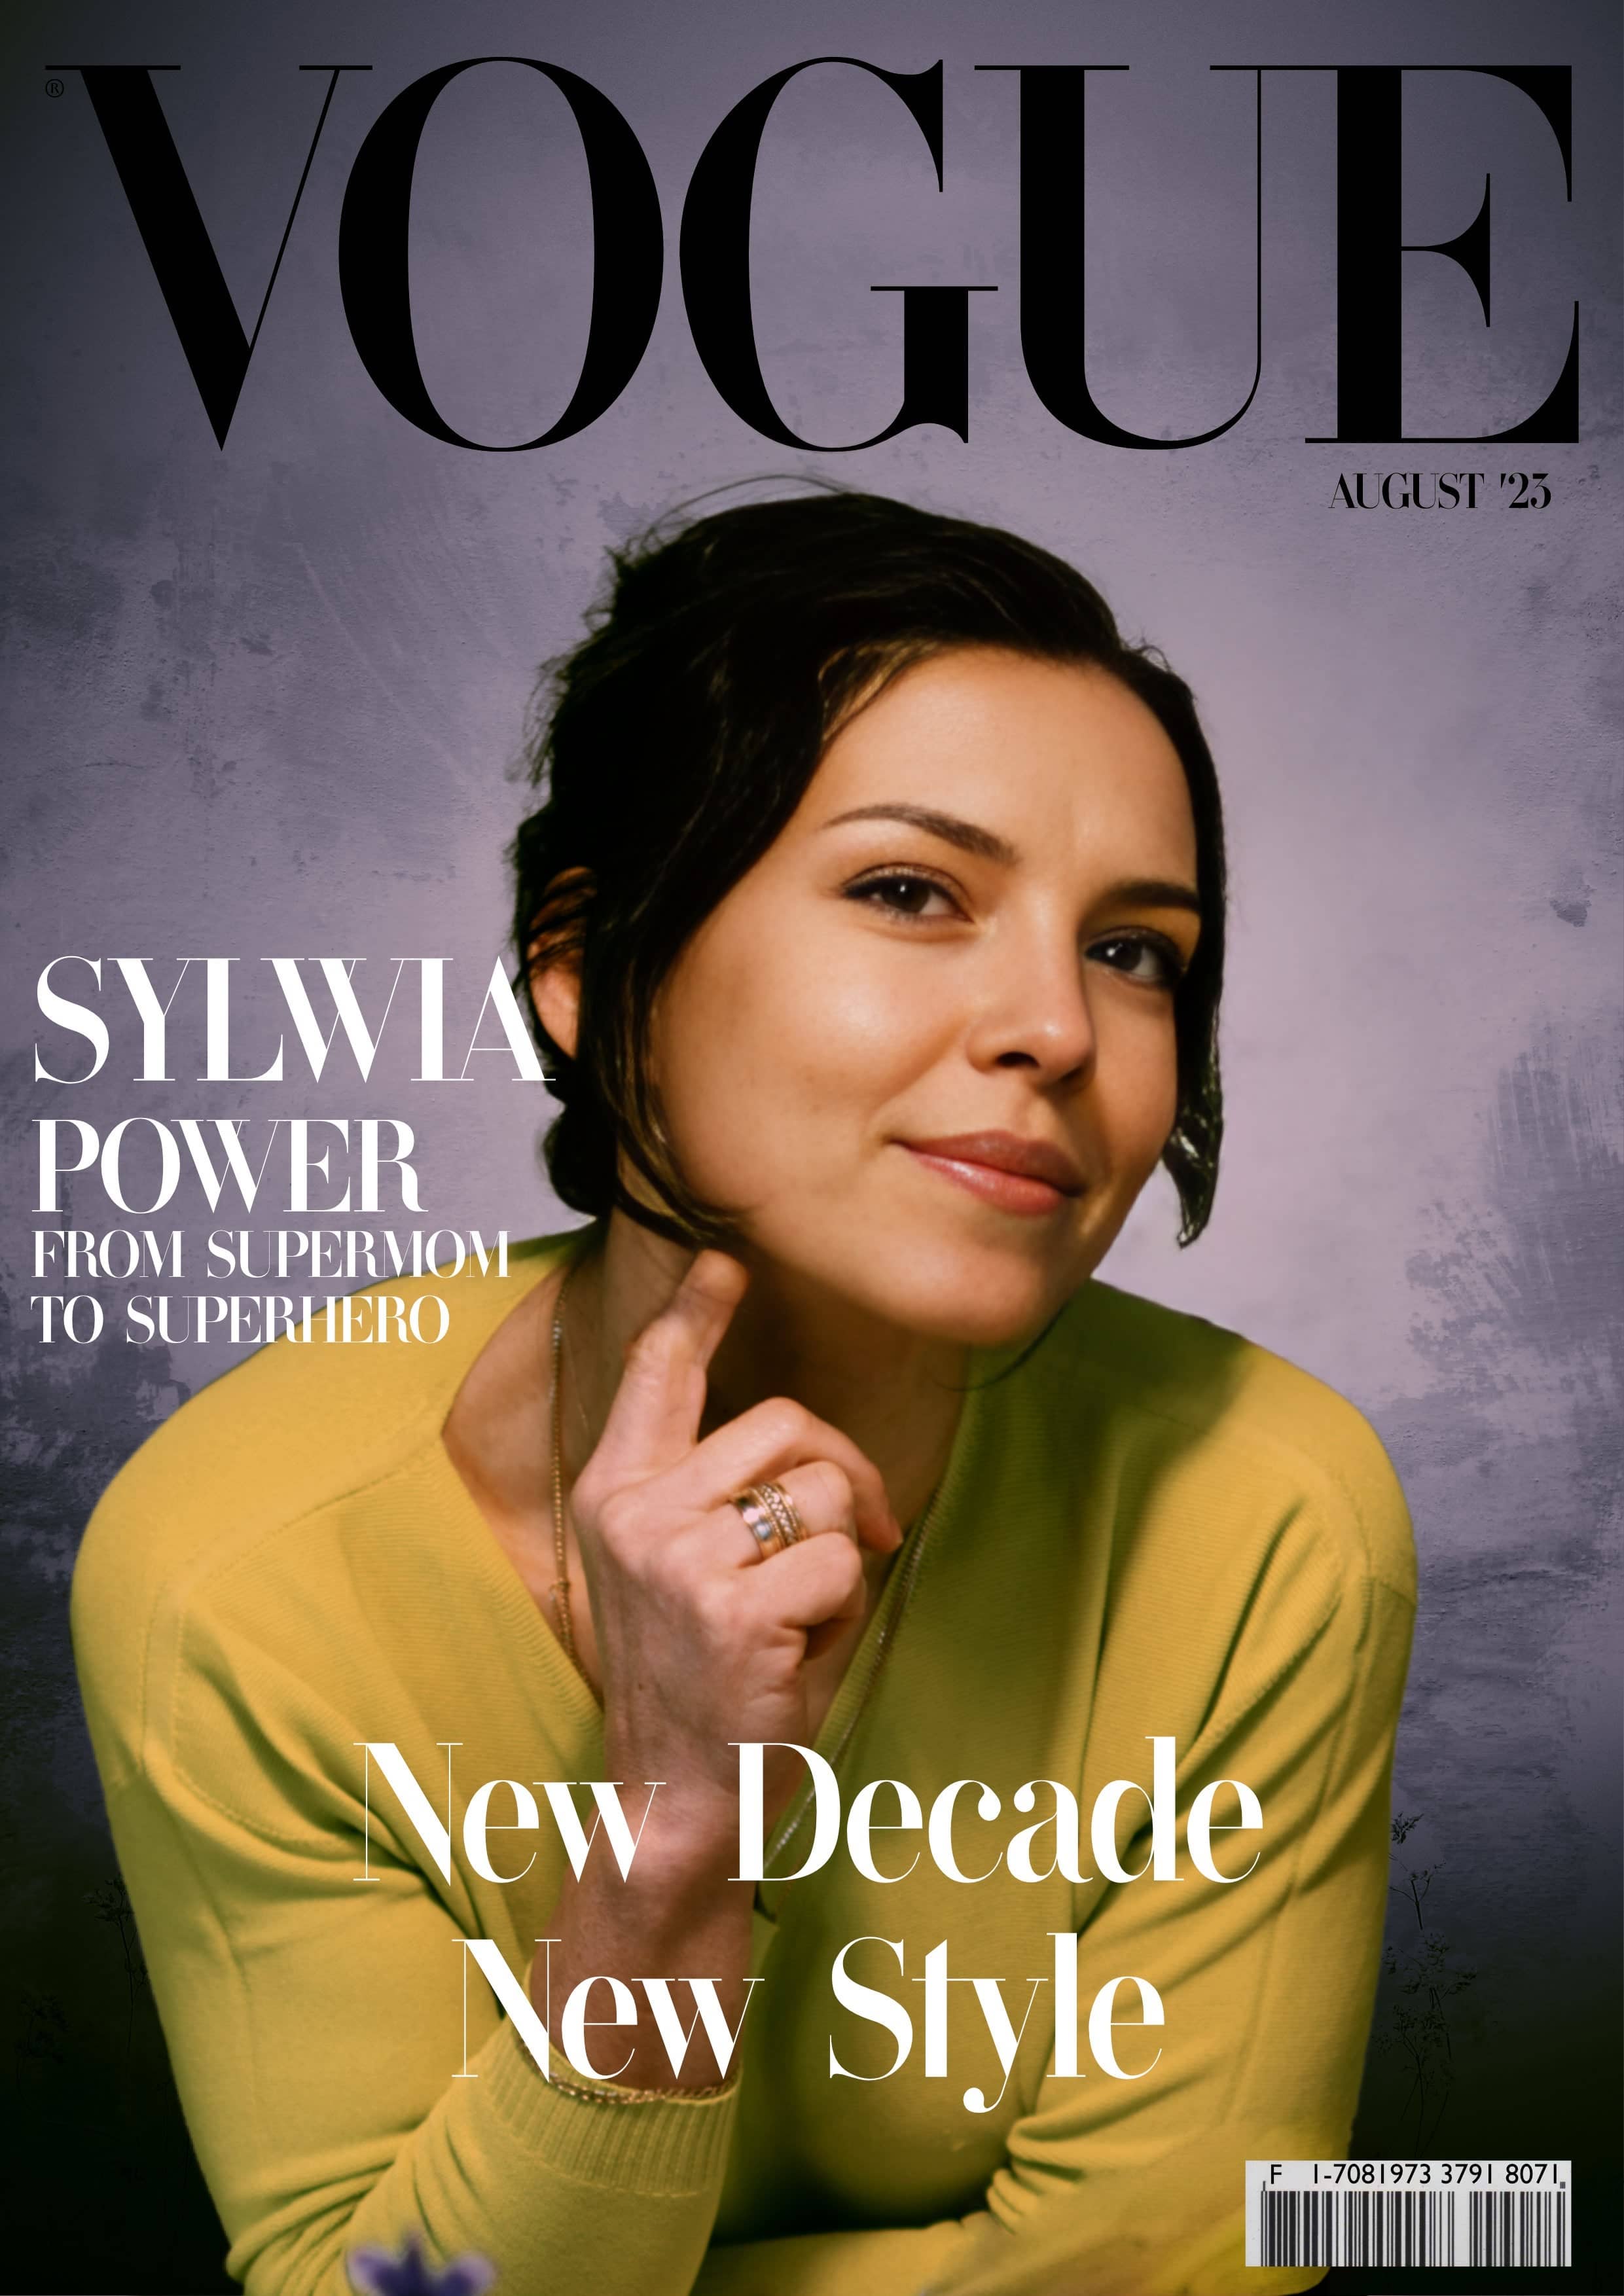 VOGUE
®
AUGUST '23
SYLWIA
POWER
FROM SUPERMOM
TO SUPERHERO
New Decade
New Style
F 1-7081973 3791 8071